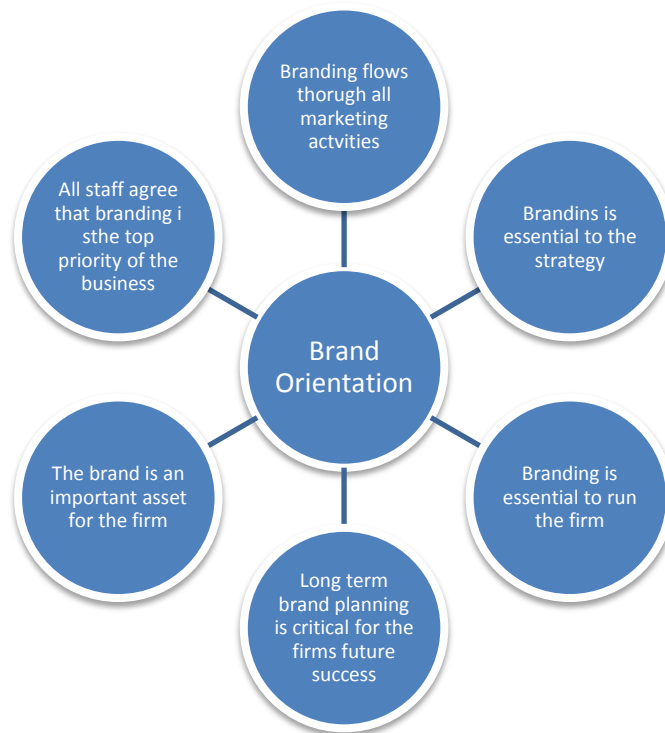 Branding flows
thorugh all
marketing
actvities
All staff agree
that branding i
sthe top
priority of the
business
Brandins is
essential to the
strategy
Brand
Orientation
The brand is an
important asset
for the firm
Branding is
essential to run
the firm
Long term
brand planning
is critical for the
firms future
success